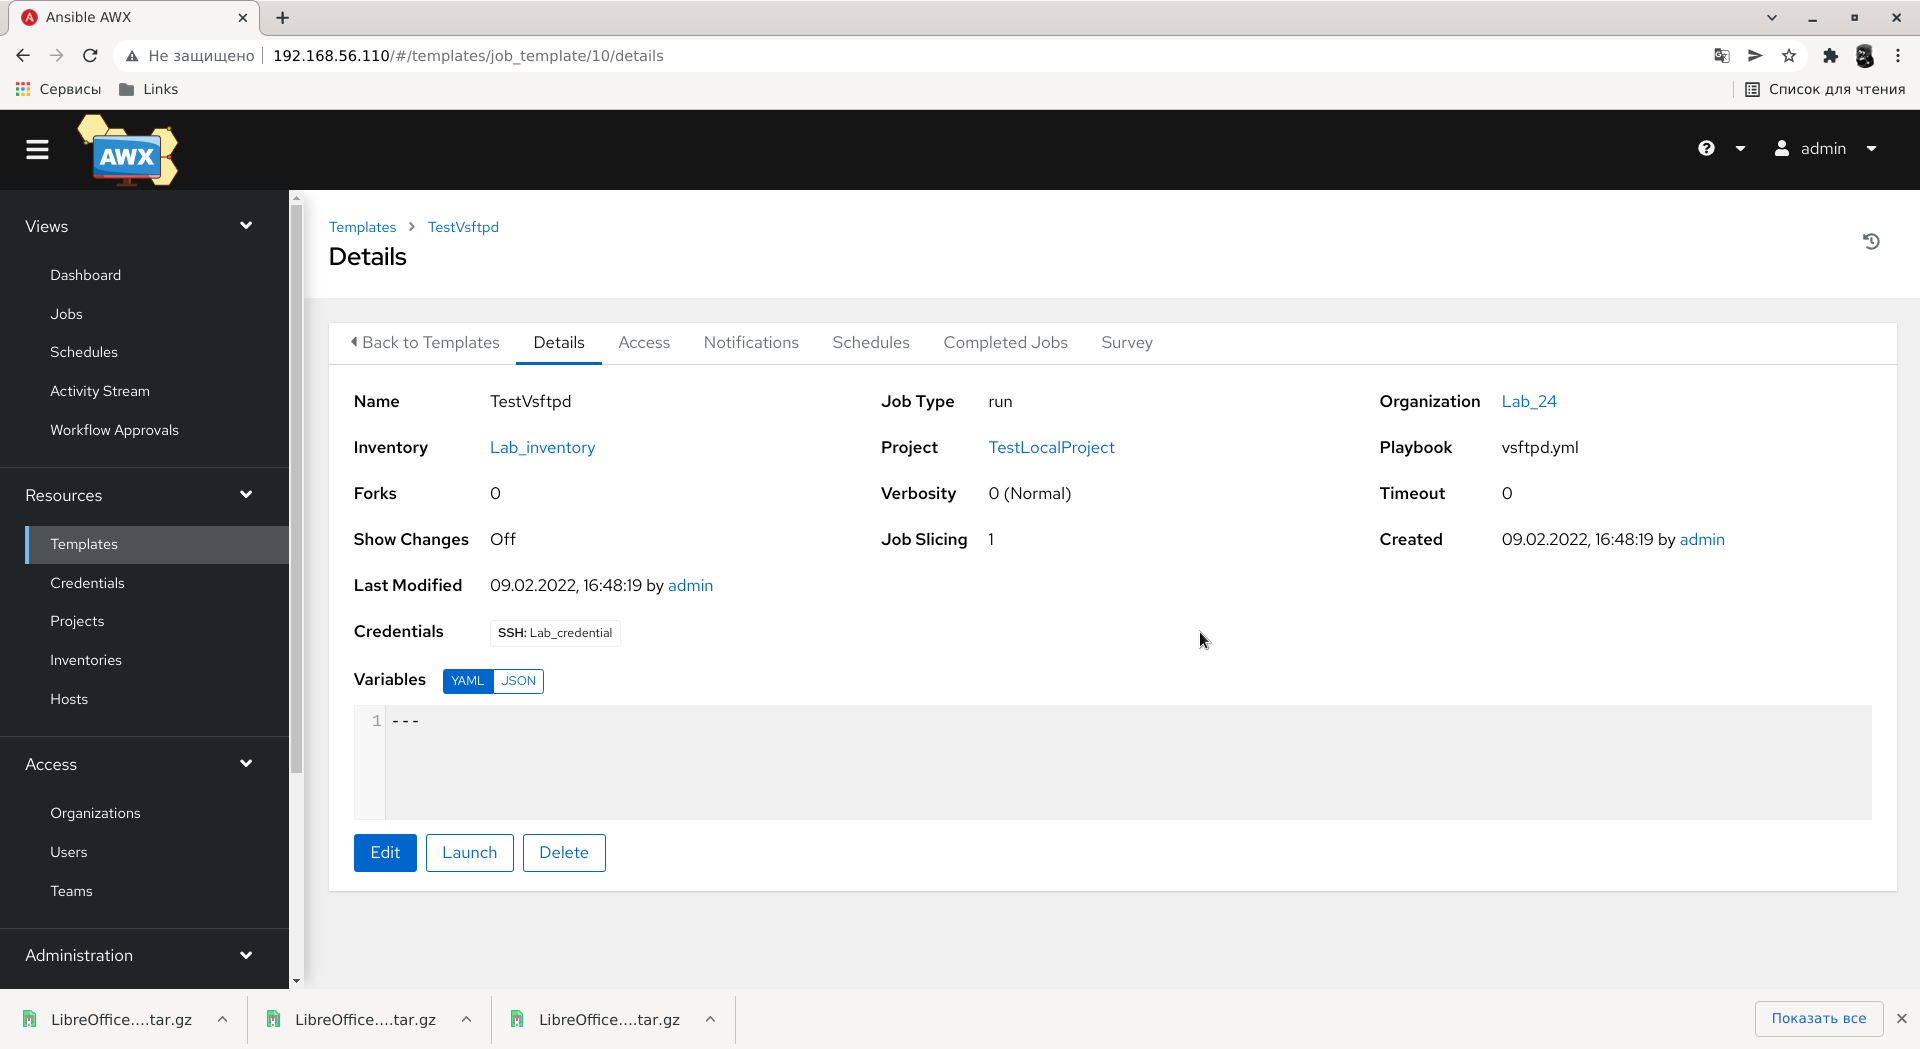 Ansible AWX
Не защищено 192.168.56.110/#/templates/job_template/10/details
Сервисы Links Список для чтения
AWX admin
Views
Dashboard
Jobs
Schedules
Activity Stream
Workflow Approvals
Resources
Templates
Credentials
Projects
Inventories
Hosts
Access
Organizations
Users
Teams
Administration
Templates TestVsftpd
Details
Back to Templates Details Access Notifications Schedules Completed Jobs Survey
Name TestVsftpd Job Type run Organization Lab_24
Inventory Lab_inventory Project TestLocalProject Playbook vsftpd.yml
Forks 0 Verbosity 0 (Normal) Timeout 0
Show Changes Off Job Slicing 1 Created 09.02.2022, 16:48:19 by admin
Last Modified 09.02.2022, 16:48:19 by admin
Credentials SSH: Lab_credential
Variables YAML JSON
1 ---
Edit Launch Delete
LibreOffice....tar.gz LibreOffice....tar.gz LibreOffice....tar.gz Показать все